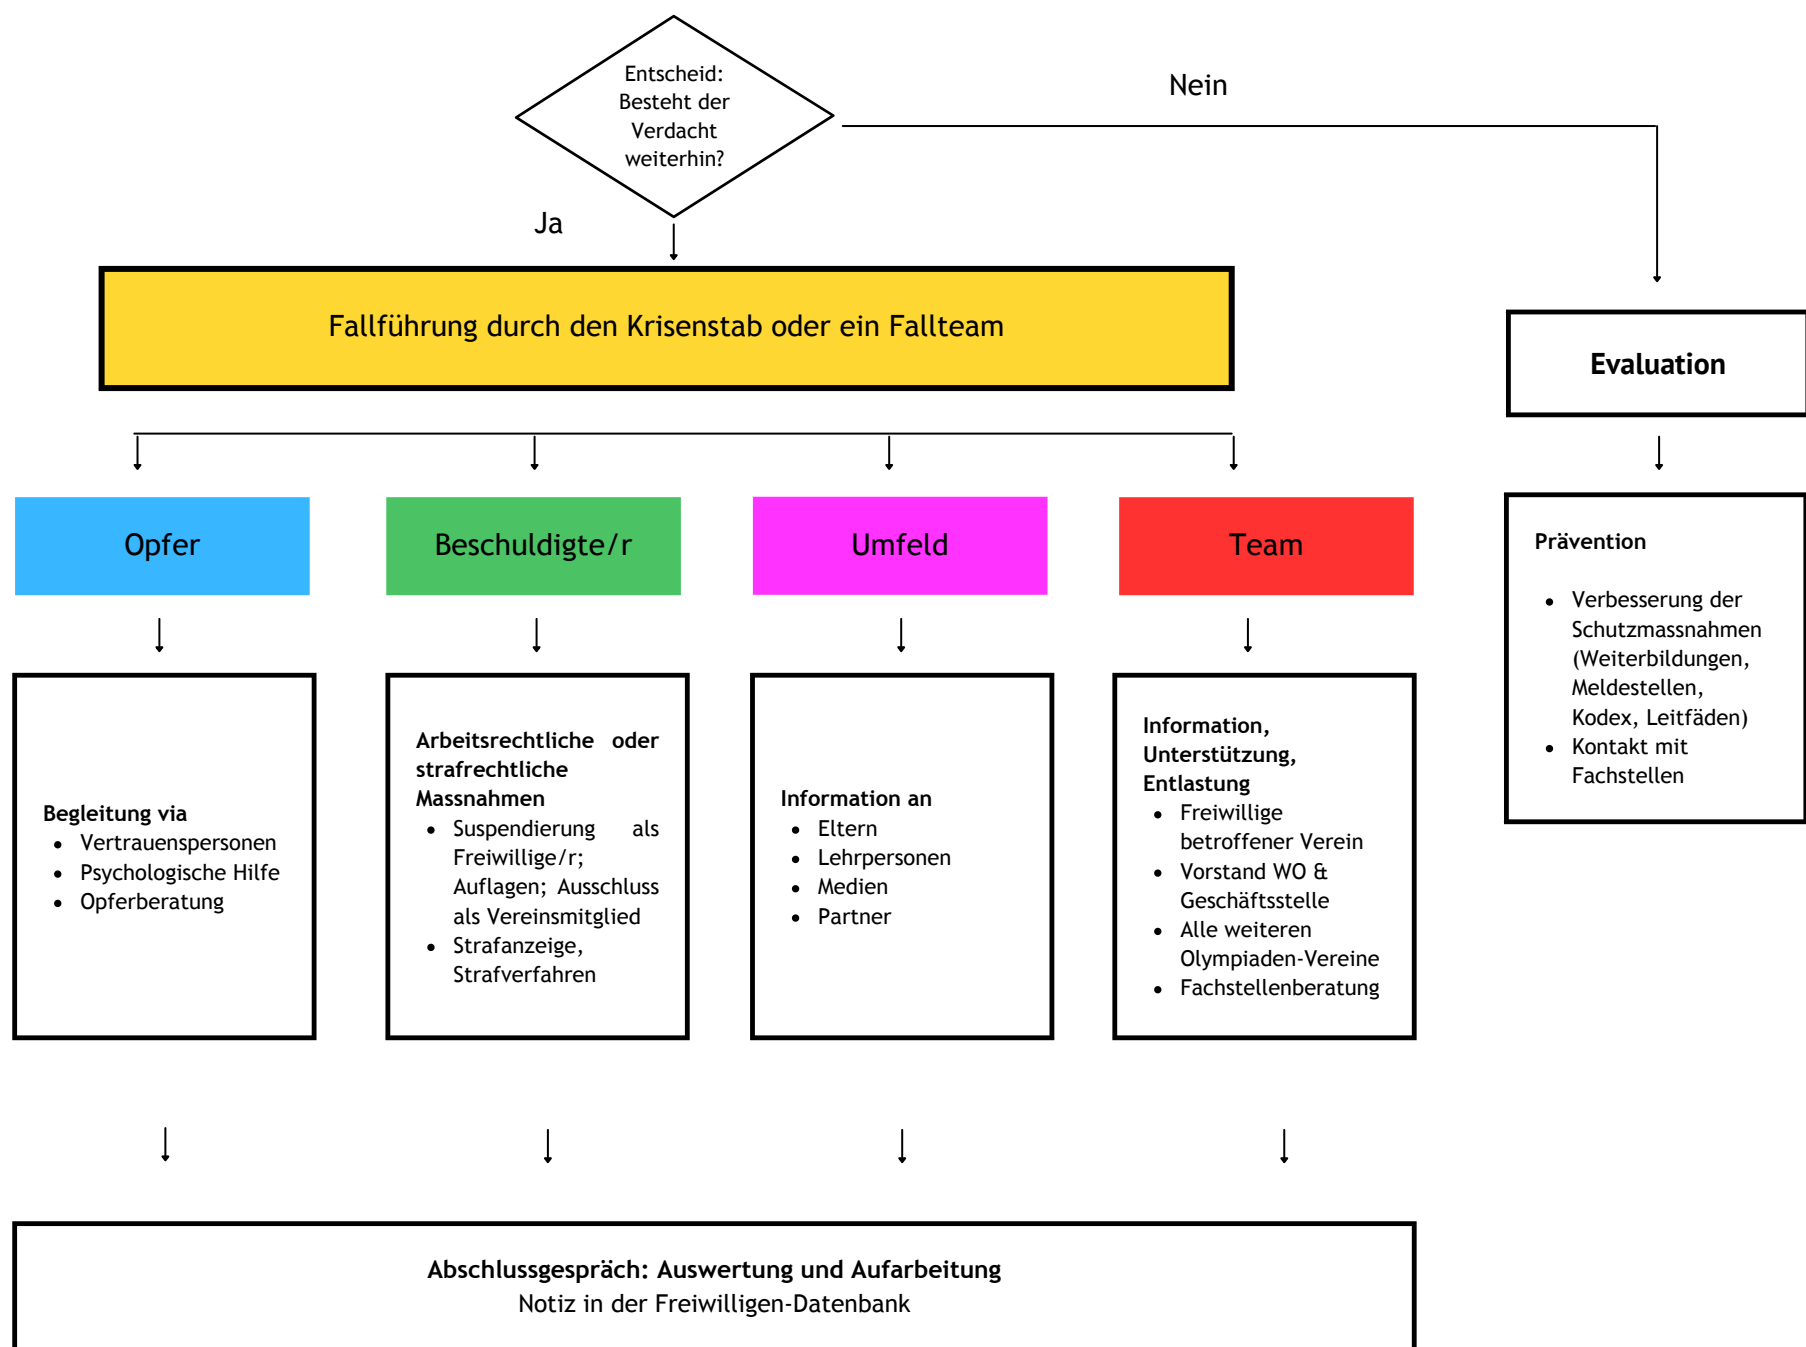 Entscheid:
Besteht der
Verdacht
weiterhin?
Nein
Ja
Fallführung durch den Krisenstab oder ein Fallteam
Evaluation
Opfer
Beschuldigte/r
Umfeld
Team
Begleitung via
• Vertrauenspersonen
• Psychologische Hilfe
• Opferberatung
Arbeitsrechtliche oder
strafrechtliche
Massnahmen
• Suspendierung als
Freiwillige/r;
Auflagen; Ausschluss
als Vereinsmitglied
• Strafanzeige,
Strafverfahren
Information an
• Eltern
• Lehrpersonen
• Medien
• Partner
Information,
Unterstützung,
Entlastung
• Freiwillige
betroffener Verein
• Vorstand WO &
Geschäftsstelle
• Alle weiteren
Olympiaden-Vereine
• Fachstellenberatung
Prävention
• Verbesserung der
Schutzmassnahmen
(Weiterbildungen,
Meldestellen,
Kodex, Leitfäden)
• Kontakt mit
Fachstellen
Abschlussgespräch: Auswertung und Aufarbeitung
Notiz in der Freiwilligen-Datenbank